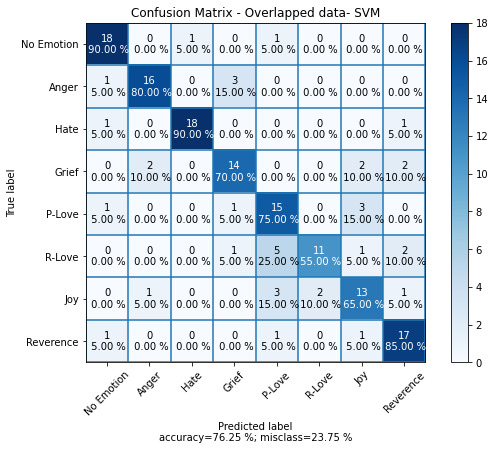 Confusion Matrix - Overlapped data- SVM
No Emotion 18 0 1 0 1 0 0 0
90.00 % 0.00 % 5.00 % 0.00 % 5.00 % 0.00 % 0.00 % 0.00 %
Anger 1 16 0 3 0 0 0 0
5.00 % 80.00 % 0.00 % 15.00 % 0.00 % 0.00 % 0.00 % 0.00 %
Hate 1 0 18 0 0 0 0 1
5.00 % 0.00 % 90.00 % 0.00 % 0.00 % 0.00 % 0.00 % 5.00 %
Grief 0 2 0 14 0 0 2 2
0.00 % 10.00 % 0.00 % 70.00 % 0.00 % 0.00 % 10.00 % 10.00 %
P-Love 1 0 0 1 15 0 3 0
5.00 % 0.00 % 0.00 % 5.00 % 75.00 % 0.00 % 15.00 % 0.00 %
R-Love 0 0 0 1 5 11 1 2
0.00 % 0.00 % 0.00 % 5.00 % 25.00 % 55.00 % 5.00 % 10.00 %
Joy 0 1 0 0 3 2 13 1
0.00 % 5.00 % 0.00 % 0.00 % 15.00 % 10.00 % 65.00 % 5.00 %
Reverence 1 0 0 0 1 0 1 17
5.00 % 0.00 % 0.00 % 0.00 % 5.00 % 0.00 % 5.00 % 85.00 %
True label
No Emotion Anger Hate Grief P-Love R-Love Joy Reverence
Predicted label
accuracy=76.25 %; misclass=23.75 %
18
16
14
12
10
8
6
4
2
0